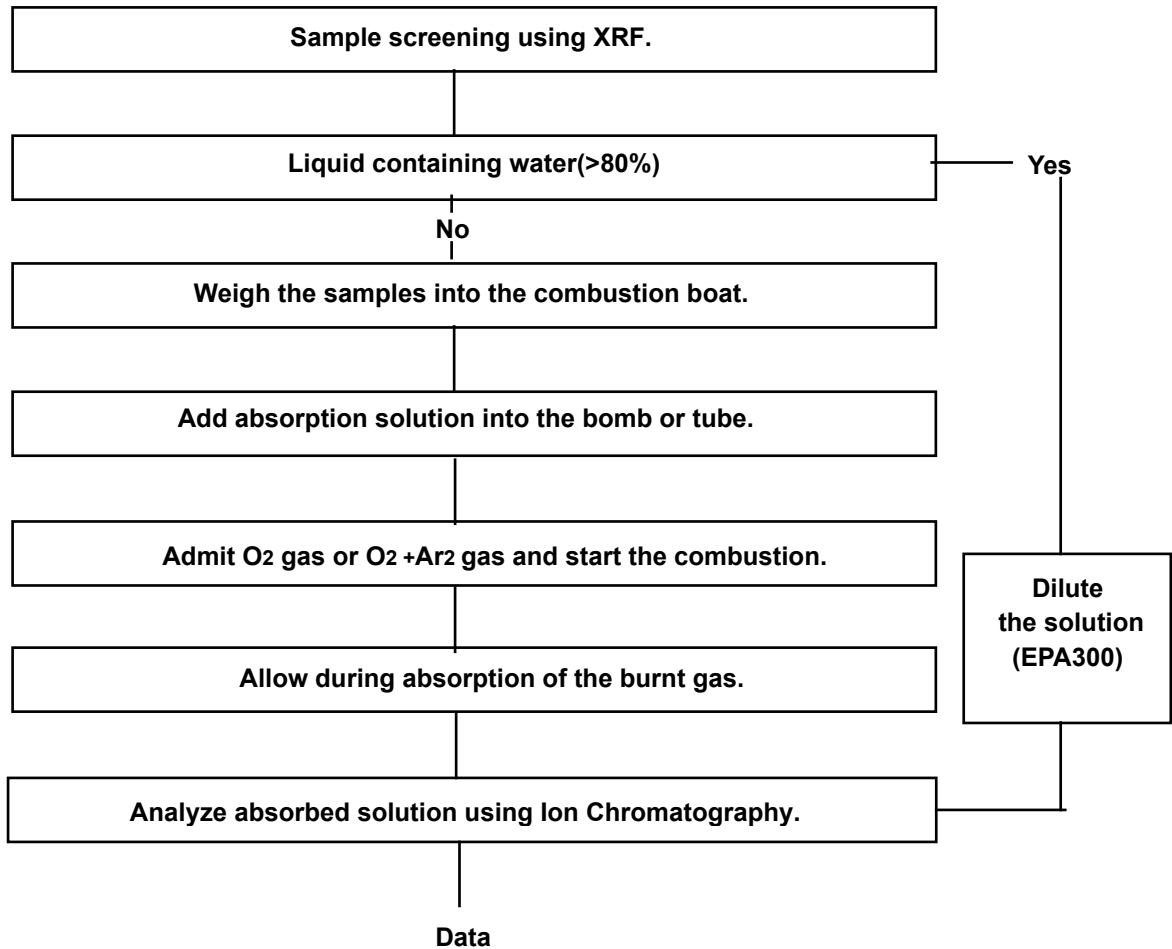 Sample screening using XRF.
Liquid containing water(>80%)
Yes
No
Weigh the samples into the combustion boat.
Add absorption solution into the bomb or tube.
Admit O2 gas or O2 +Ar2 gas and start the combustion.
Dilute
the solution
(EPA300)
Allow during absorption of the burnt gas.
Analyze absorbed solution using Ion Chromatography.
Data